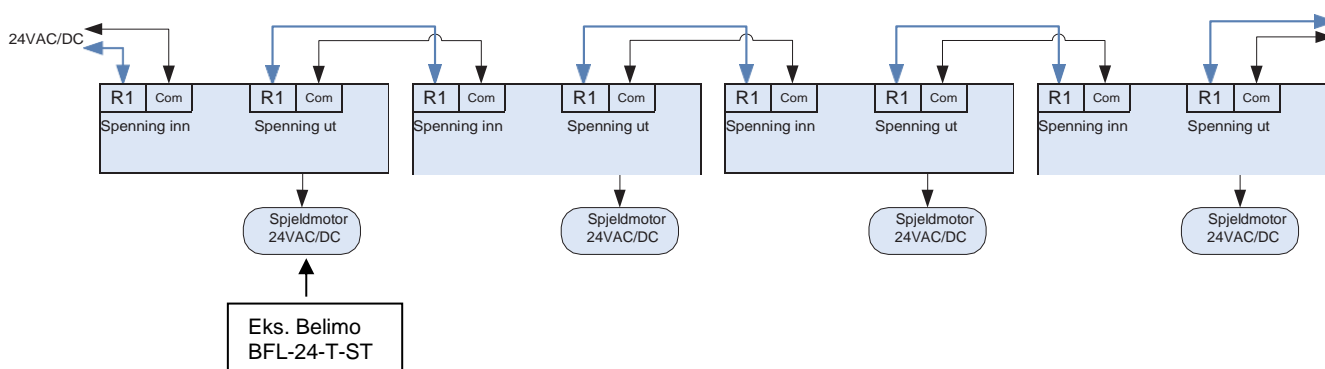 24VAC/DC
R1 Com R1 Com
Spenning inn Spenning ut
R1 Com R1 Com
Spenning inn Spenning ut
R1 Com R1 Com
Spenning inn Spenning ut
R1 Com R1 Com
Spenning inn Spenning ut
Spjeldmotor
24VAC/DC
Spjeldmotor
24VAC/DC
Spjeldmotor
24VAC/DC
Spjeldmotor
24VAC/DC
Eks. Belimo
BFL-24-T-ST